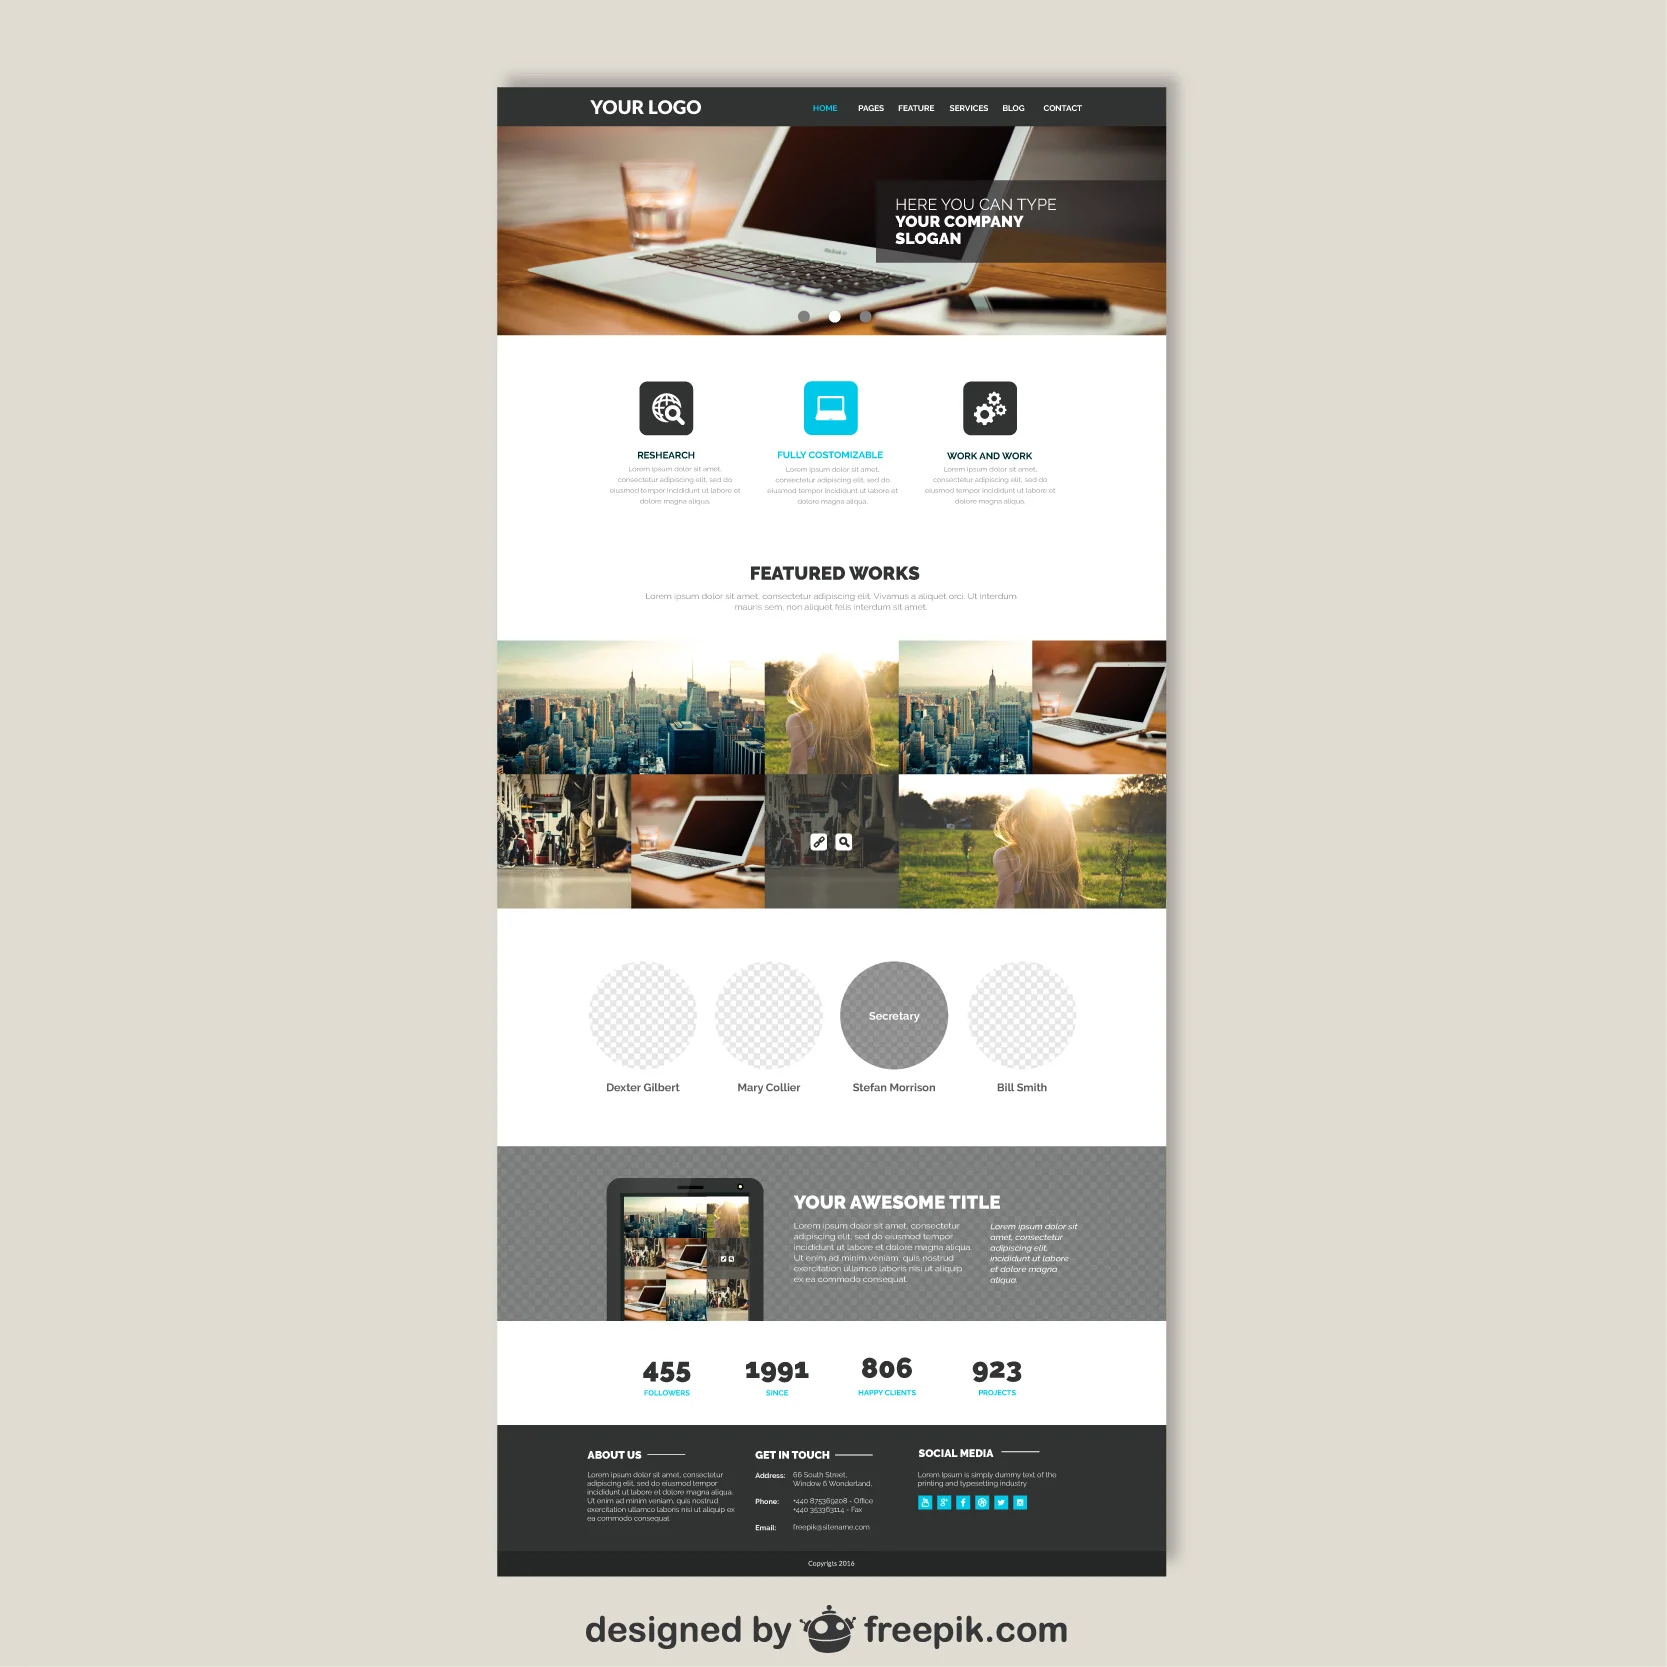 YOUR LOGO
HOME PAGES FEATURE SERVICES BLOG CONTACT
HERE YOU CAN TYPE
YOUR COMPANY
SLOGAN
RESHEARCH
Lorem ipsum dolor sit amet,
consectetur adipiscing elit, sed do
eiusmod tempor incididunt ut labore et
dolore magna aliqua.
FULLY COSTOMIZABLE
Lorem ipsum dolor sit amet,
consectetur adipiscing elit, sed do
eiusmod tempor incididunt ut labore et
dolore magna aliqua.
WORK AND WORK
Lorem ipsum dolor sit amet,
consectetur adipiscing elit, sed do
eiusmod tempor incididunt ut labore et
dolore magna aliqua.
FEATURED WORKS
Lorem ipsum dolor sit amet, consectetur adipiscing elit. Vivamus a aliquet orci. Ut interdum
mauris sem, non aliquet felis interdum sit amet.
Secretary
Dexter Gilbert
Mary Collier
Stefan Morrison
Bill Smith
YOUR AWESOME TITLE
Lorem ipsum dolor sit amet, consectetur
adipiscing elit, sed do eiusmod tempor
incididunt ut labore et dolore magna aliqua.
Ut enim ad minim veniam, quis nostrud
exercitation ullamco laboris nisi ut aliquip
ex ea commodo consequat.
Lorem ipsum dolor sit
amet, consectetur
adipiscing elit,
incididunt ut labore
et dolore magna
aliqua.
455
FOLLOWERS
1991
SINCE
806
HAPPY CLIENTS
923
PROJECTS
ABOUT US
Lorem ipsum dolor sit amet, consectetur
adipiscing elit, sed do eiusmod tempor
incididunt ut labore et dolore magna aliqua.
Ut enim ad minim veniam, quis nostrud
exercitation ullamco laboris nisi ut aliquip ex
ea commodo consequat
GET IN TOUCH
Address: 66 South Street,
Window 6 Wonderland,
Phone: +440 875369208 - Office
+440 353363114 - Fax
Email: freepik@sitename.com
SOCIAL MEDIA
Lorem Ipsum is simply dummy text of the
printing and typesetting industry
Copyrigts 2016
designed by freepik.com